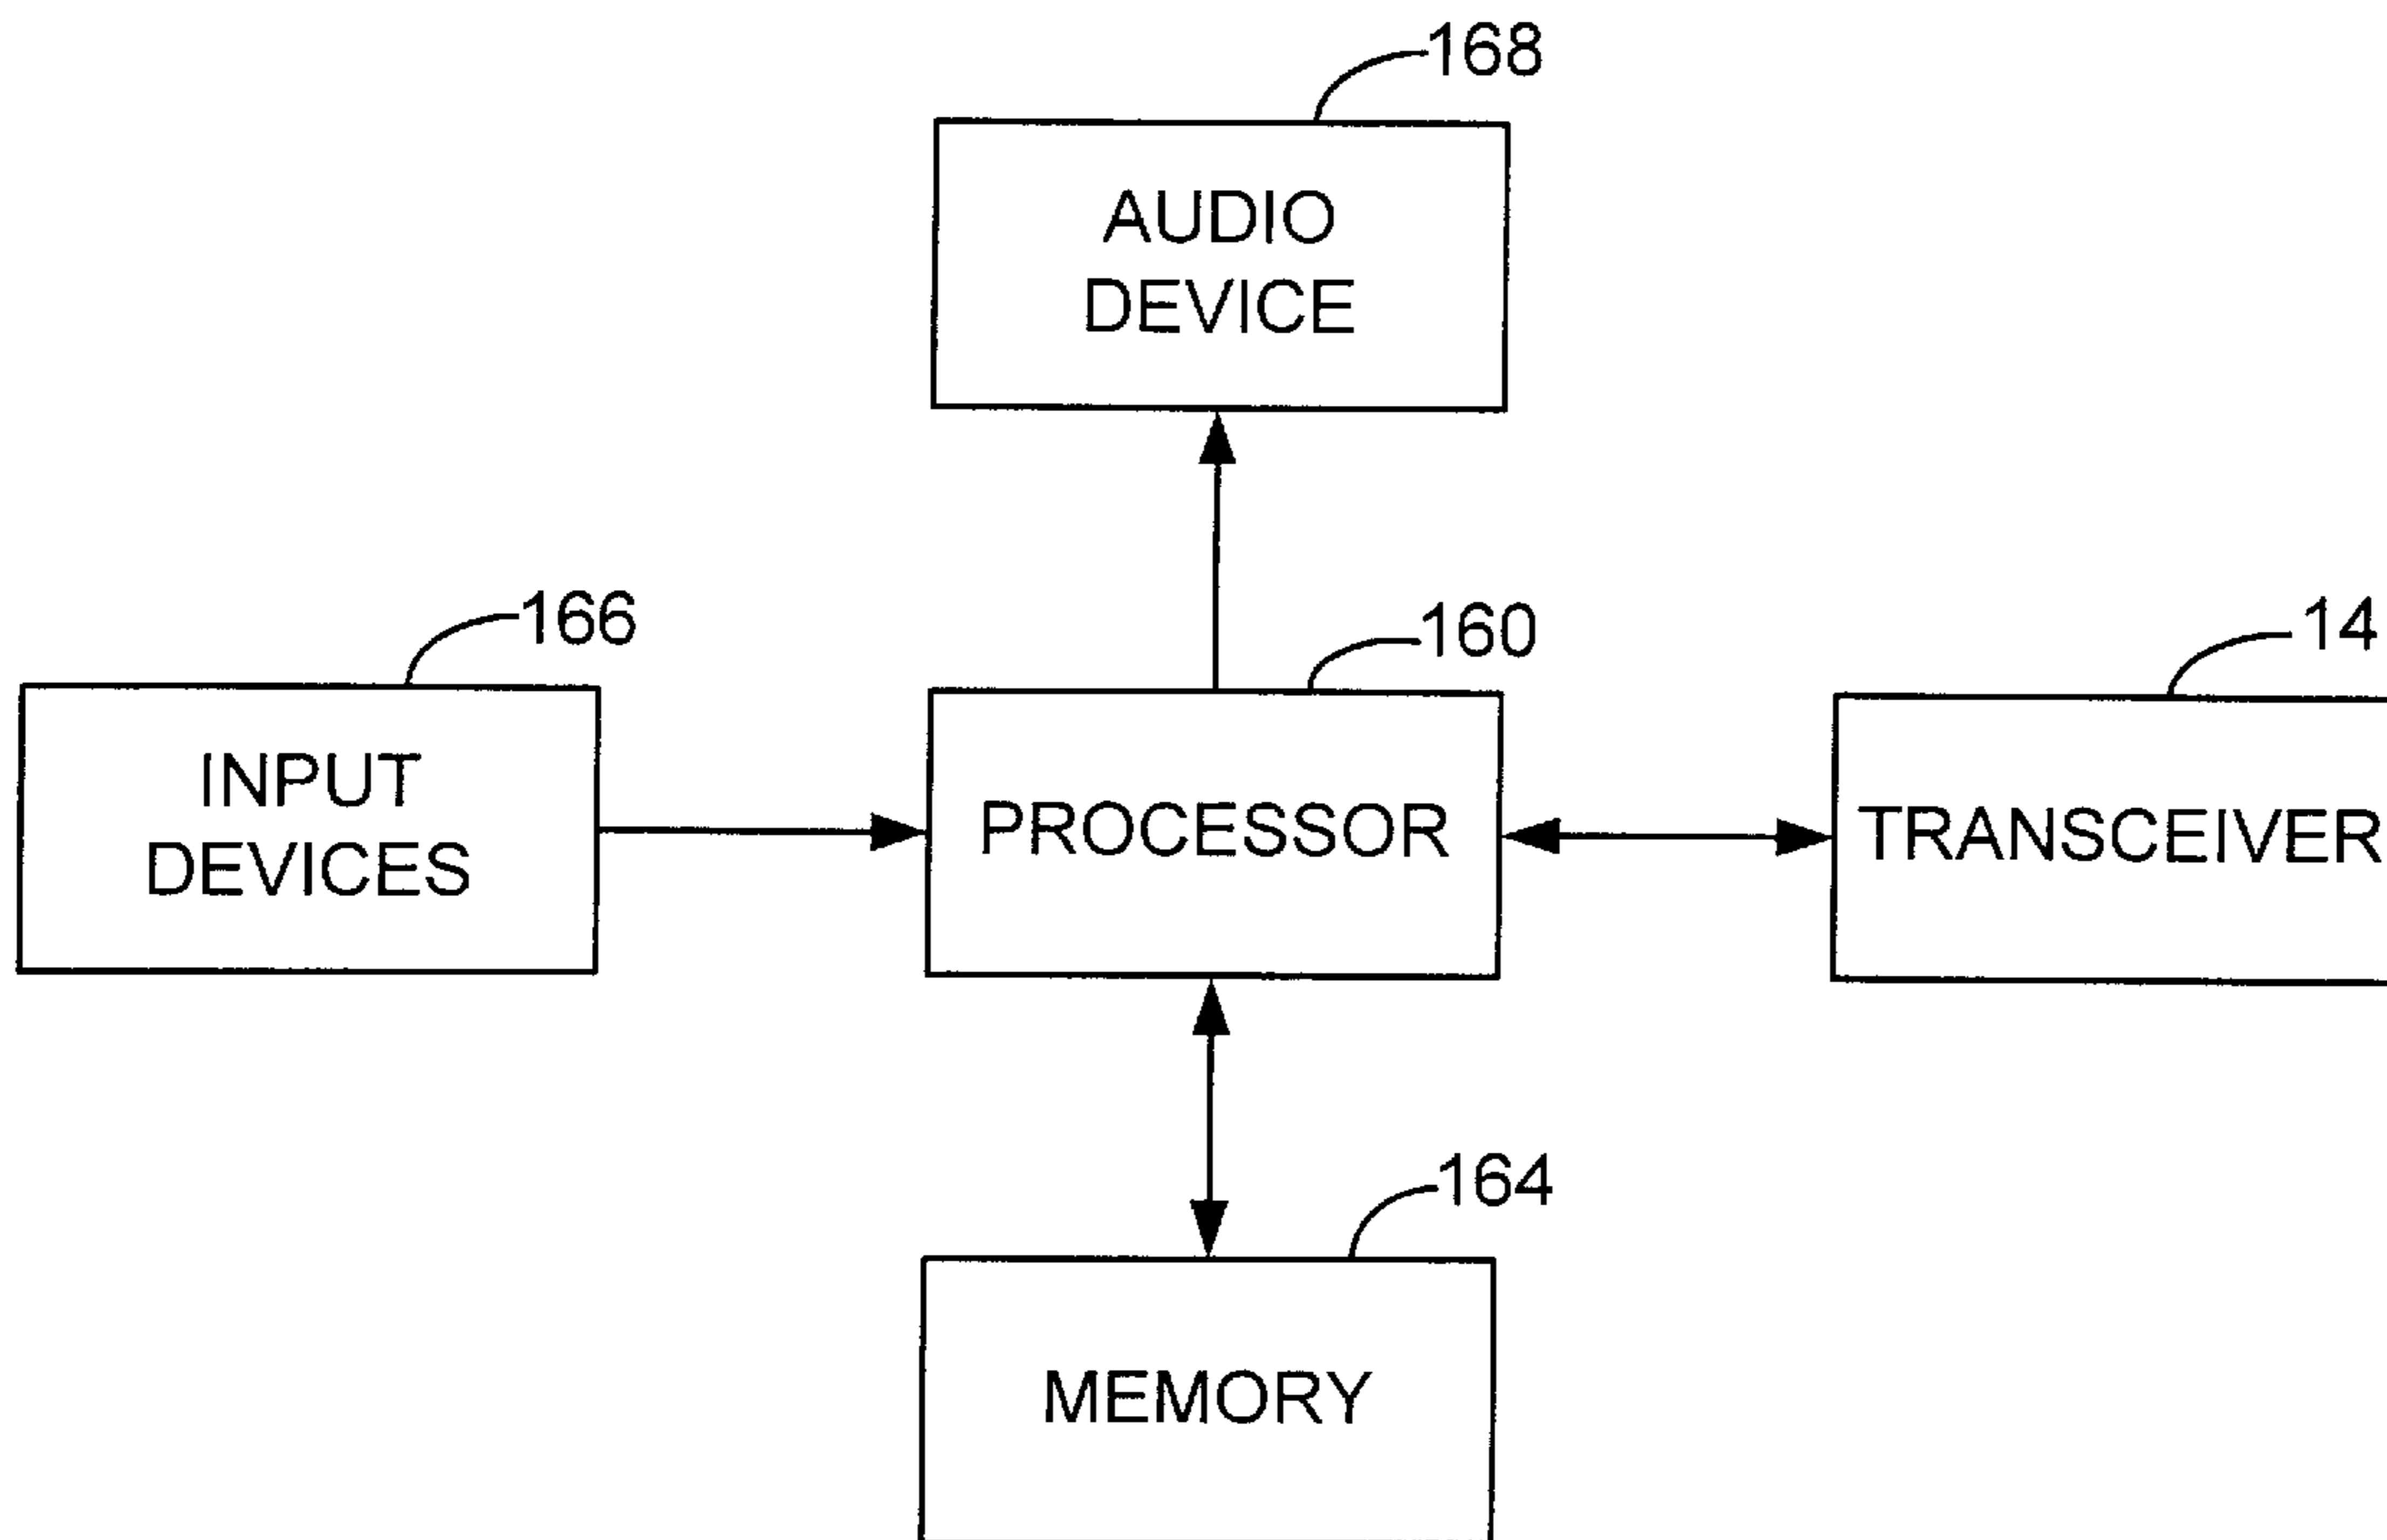 168
AUDIO
DEVICE
166
160
14
INPUT
DEVICES
PROCESSOR
TRANSCEIVER
164
MEMORY